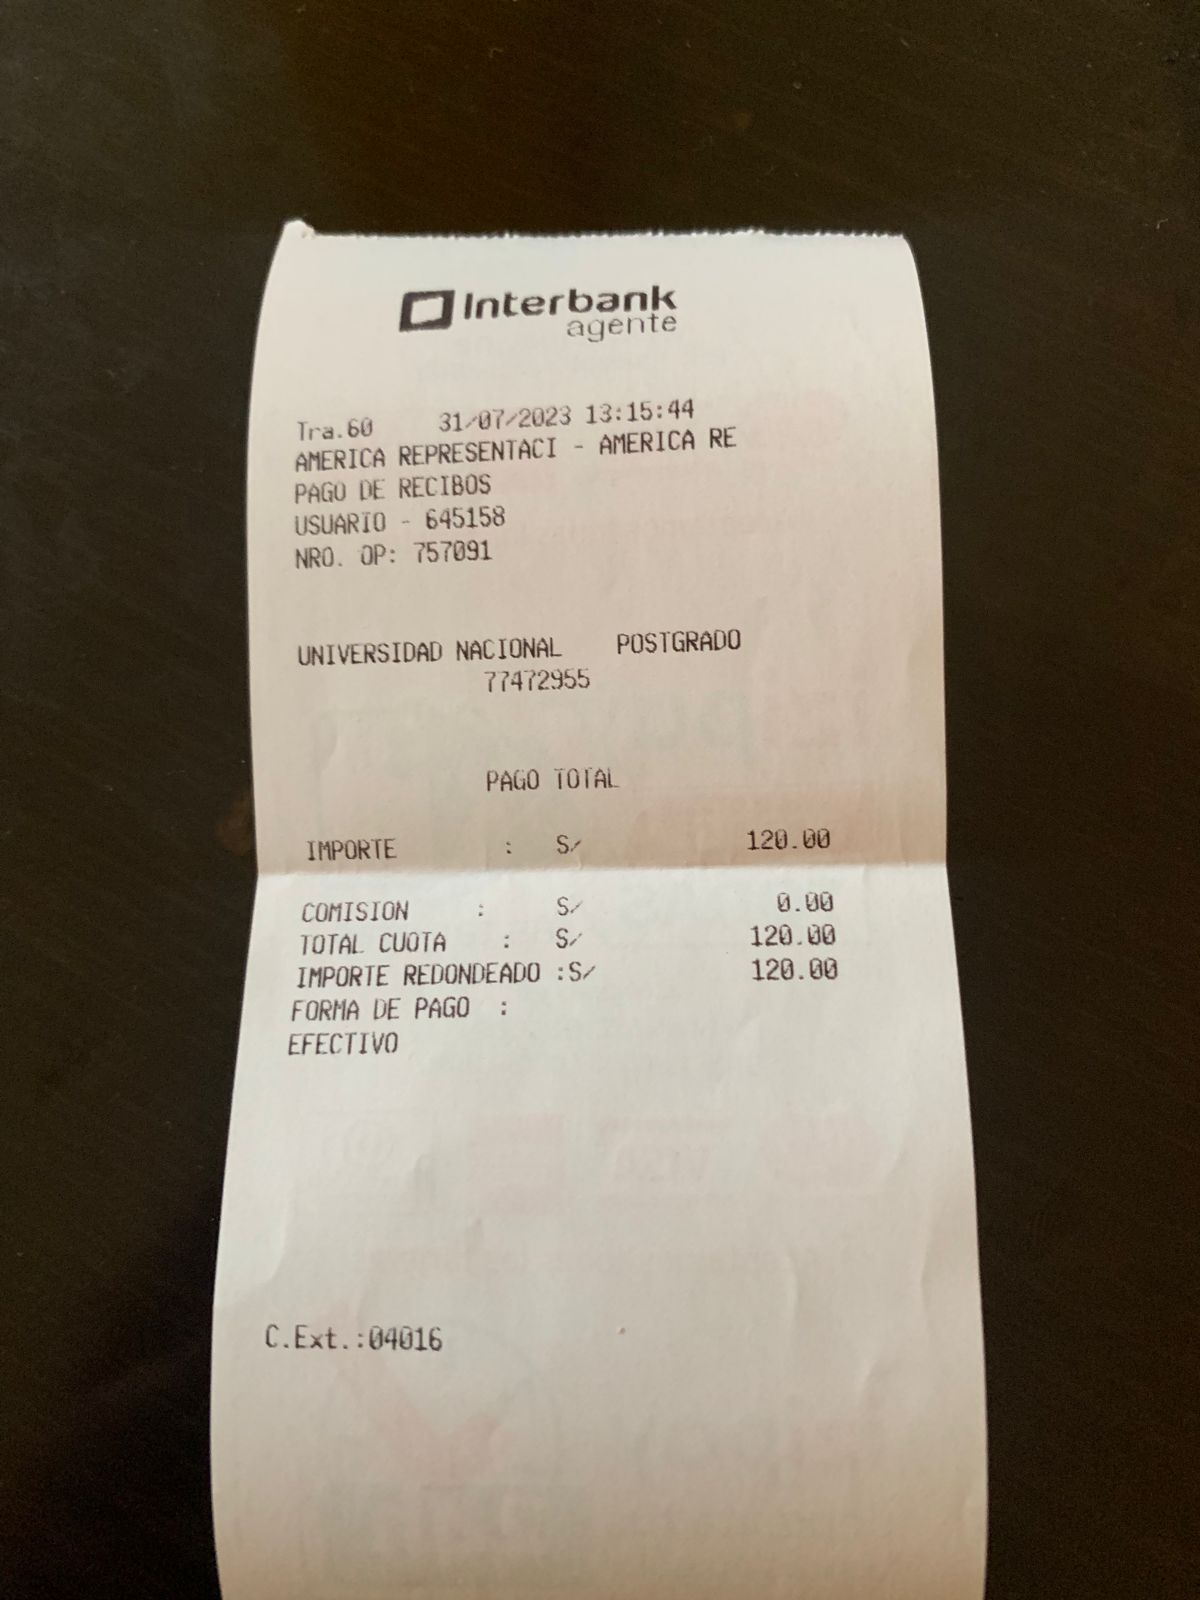 Interbank
agente
Tra.60 31/07/2023 13:15:44
AMERICA REPRESENTACI - AMERICA RE
PAGO DE RECIBOS
USUARIO - 645158
NRO. OP: 757091
UNIVERSIDAD NACIONAL POSTGRADO
77472955
PAGO TOTAL
IMPORTE : S/ 120.00
COMISION : S/ 0.00
TOTAL CUOTA : S/ 120.00
IMPORTE REDONDEADO :S/ 120.00
FORMA DE PAGO :
EFECTIVO
C.Ext.:04016